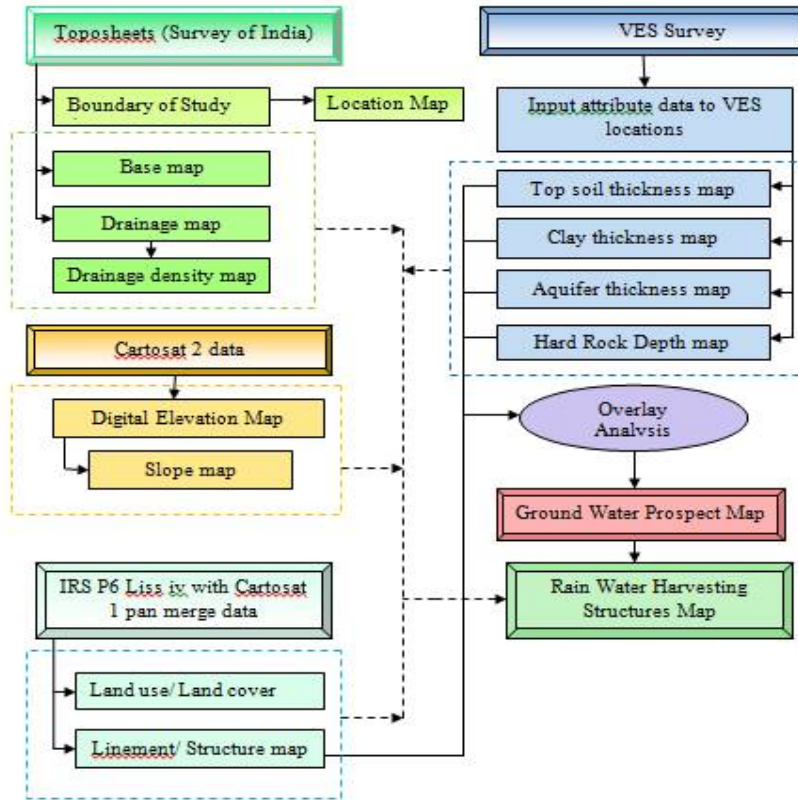 Toposheets (Survey of India)
Boundary of Study
Location Map
Base map
Drainage map
Drainage density map
Cartosat 2 data
Digital Elevation Map
Slope map
IRS P6 Liss iv with Cartosat
1 pan merge data
Land use/ Land cover
Linement/ Structure map
VES Survey
Input attribute data to VES
locations
Top soil thickness map
Clay thickness map
Aquifer thickness map
Hard Rock Depth map
Overlay
Analysis
Ground Water Prospect Map
Rain Water Harvesting
Structures Map